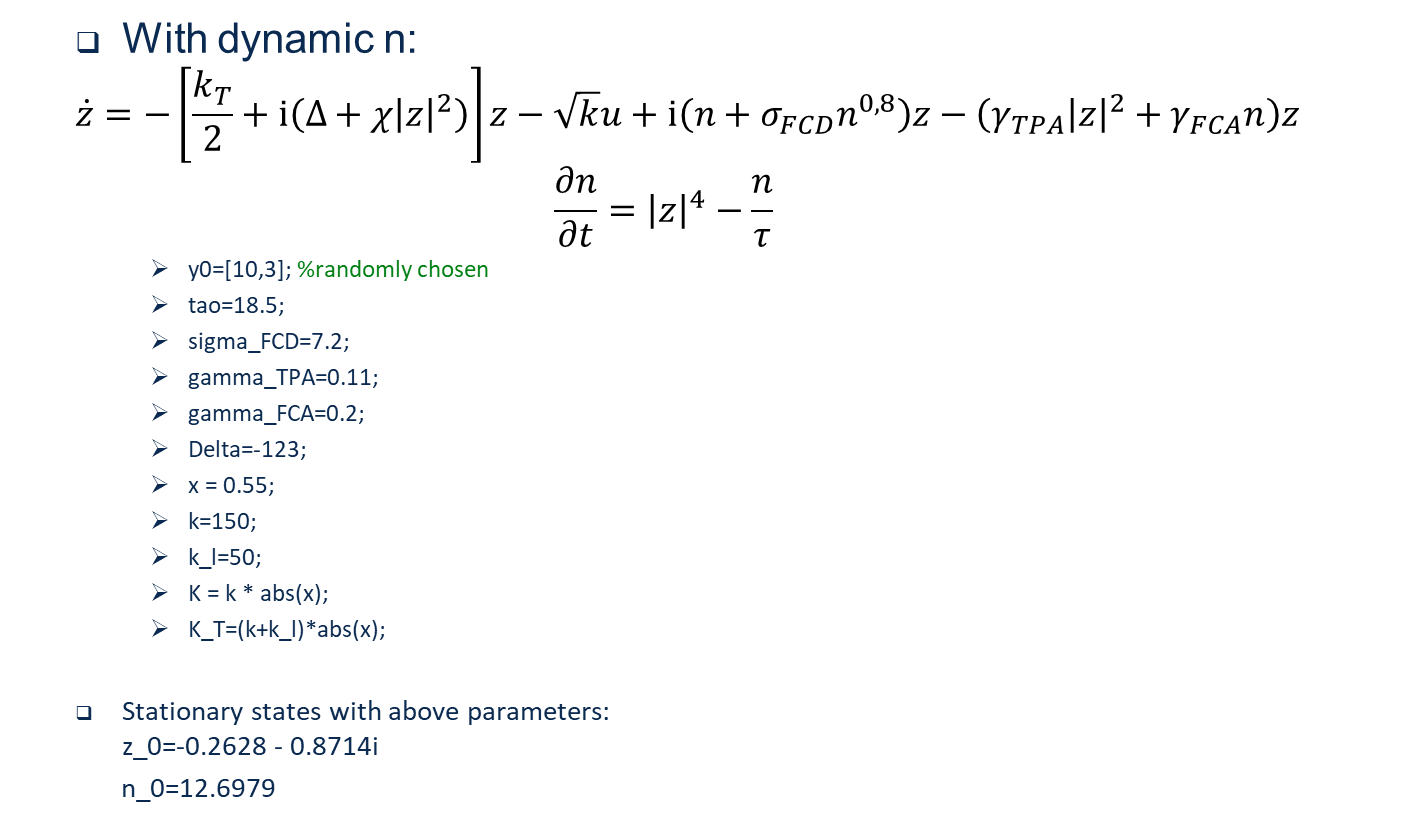 ❑ With dynamic n:
ż = −[k_T/2 + i(Δ + χ|z|²)]z − √k u + i(n + σ_FCD n^0,8)z − (γ_TPA|z|² + γ_FCA n)z
∂n/∂t = |z|⁴ − n/τ
➢ y0=[10,3]; %randomly chosen
➢ tao=18.5;
➢ sigma_FCD=7.2;
➢ gamma_TPA=0.11;
➢ gamma_FCA=0.2;
➢ Delta=-123;
➢ x = 0.55;
➢ k=150;
➢ k_l=50;
➢ K = k * abs(x);
➢ K_T=(k+k_l)*abs(x);
❑ Stationary states with above parameters:
z_0=-0.2628 - 0.8714i
n_0=12.6979